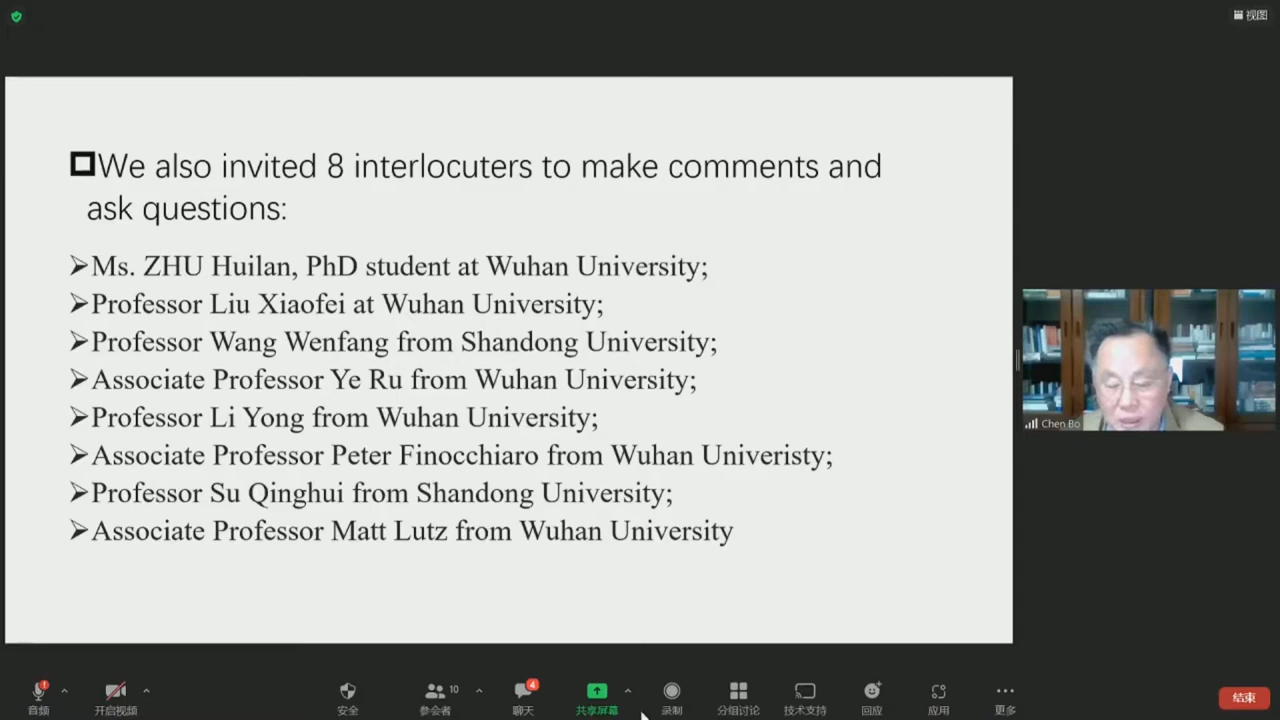 视图
We also invited 8 interlocuters to make comments and
ask questions:
Ms. ZHU Huilan, PhD student at Wuhan University;
Professor Liu Xiaofei at Wuhan University;
Professor Wang Wenfang from Shandong University;
Associate Professor Ye Ru from Wuhan University;
Professor Li Yong from Wuhan University;
Associate Professor Peter Finocchiaro from Wuhan Univeristy;
Professor Su Qinghui from Shandong University;
Associate Professor Matt Lutz from Wuhan University
Chen Bo
10
4
音频 开启视频 安全 参会者 聊天 共享屏幕 录制 分组讨论 技术支持 回应 应用 更多
结束